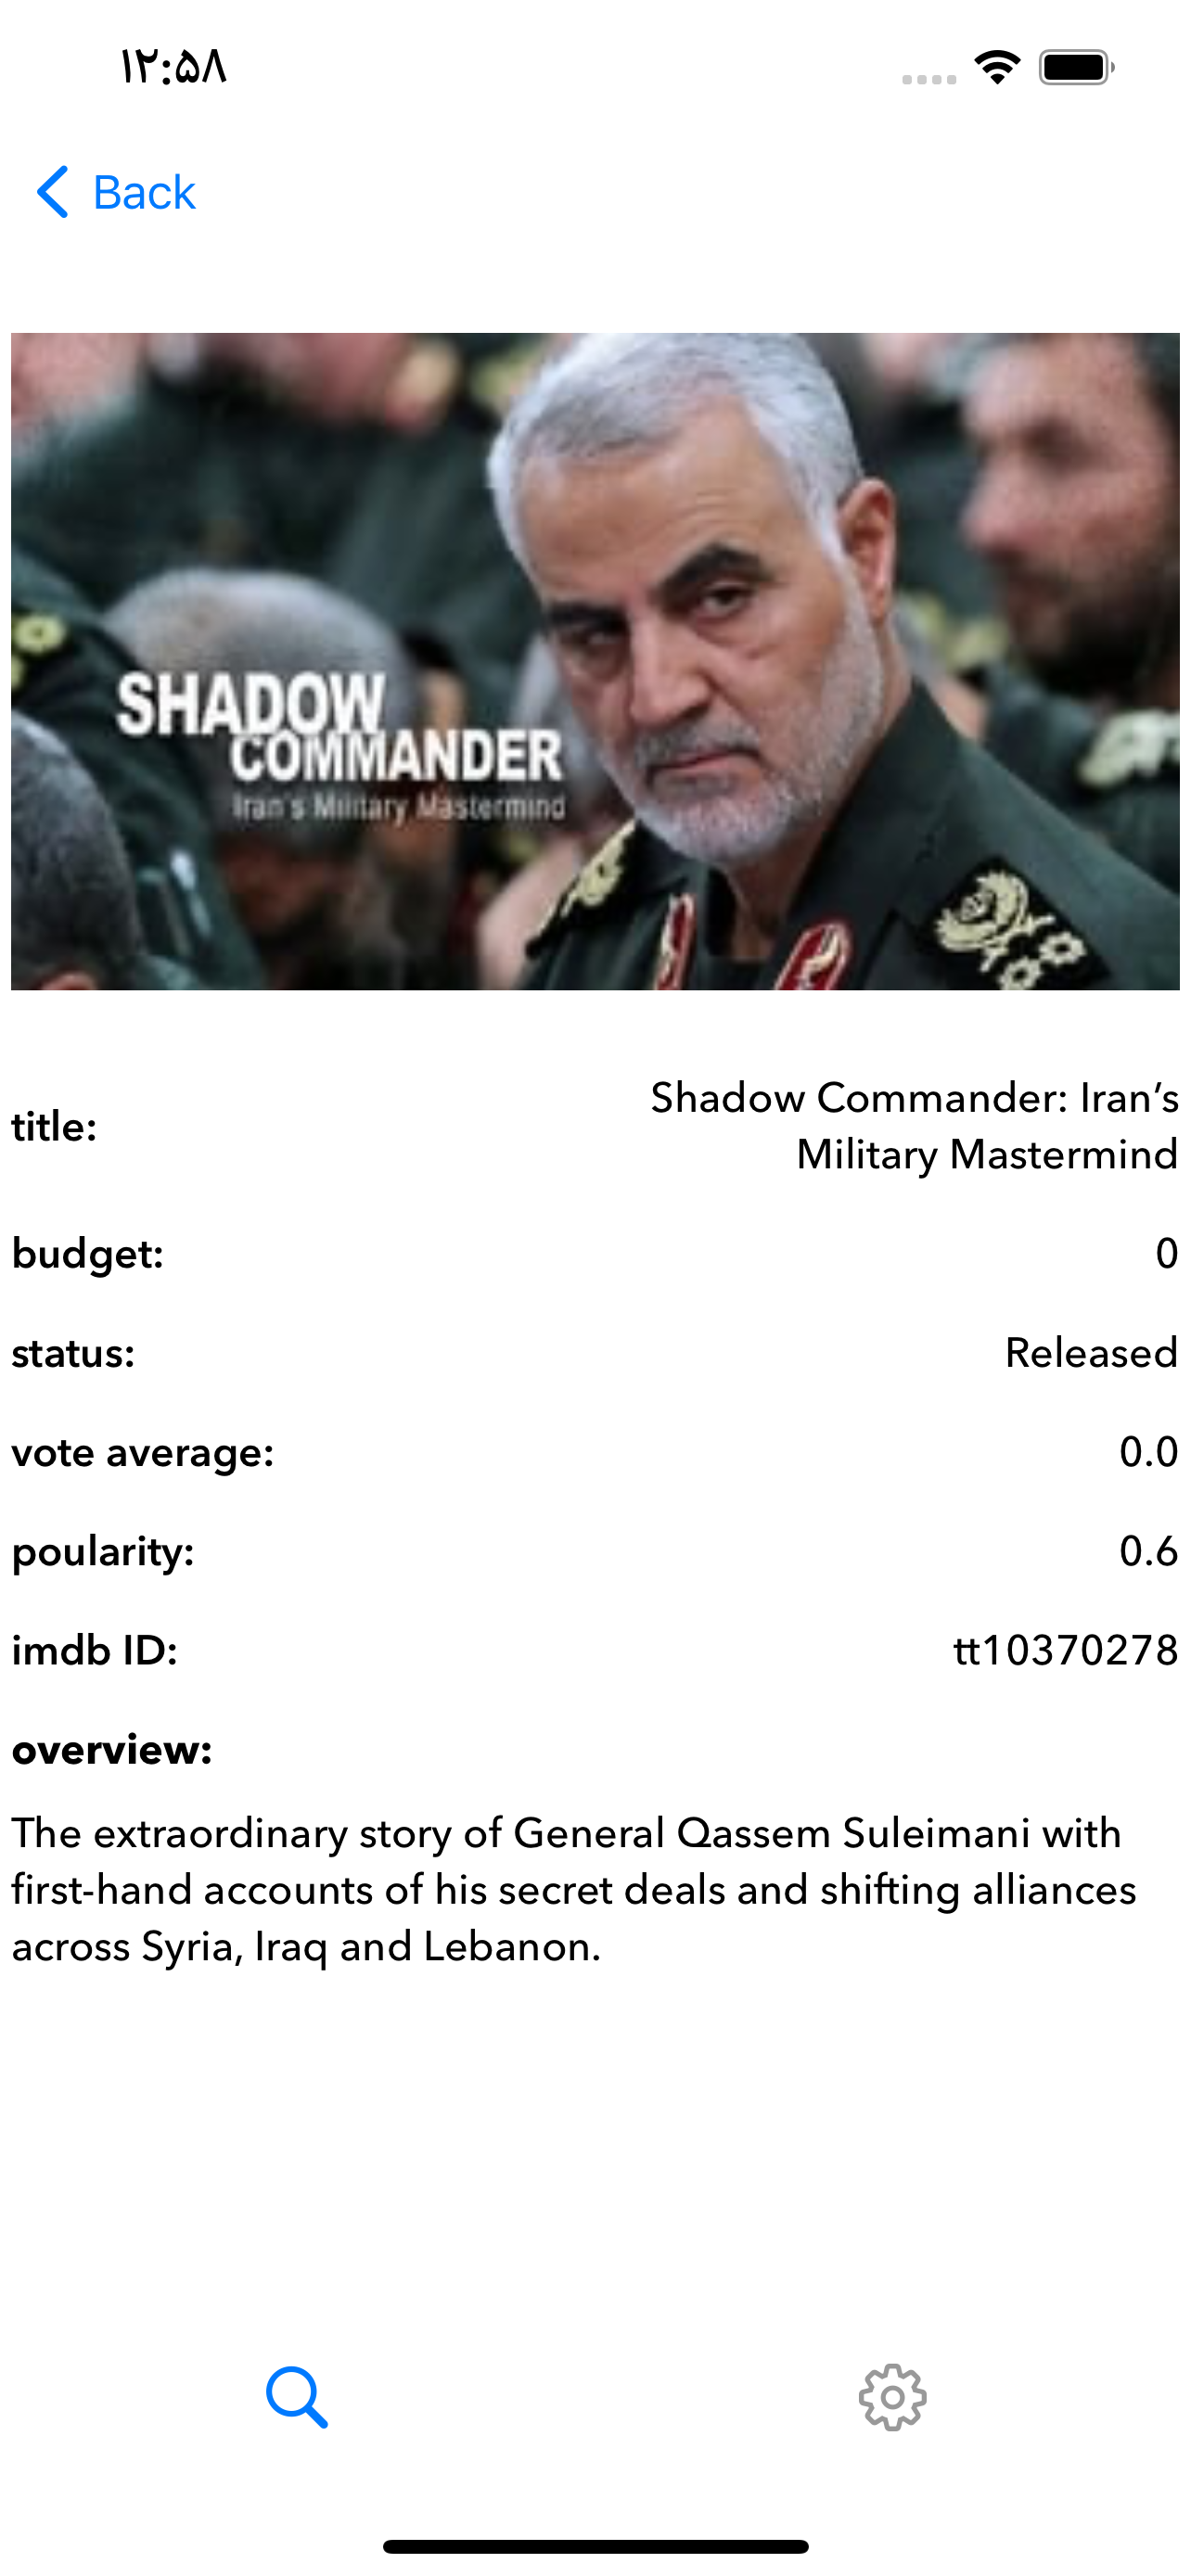 ۱۲:۵۸
Back
SHADOW
COMMANDER
Iran's Military Mastermind
title:
Shadow Commander: Iran’s
Military Mastermind
budget:
0
status:
Released
vote average:
0.0
poularity:
0.6
imdb ID:
tt10370278
overview:
The extraordinary story of General Qassem Suleimani with
first-hand accounts of his secret deals and shifting alliances
across Syria, Iraq and Lebanon.